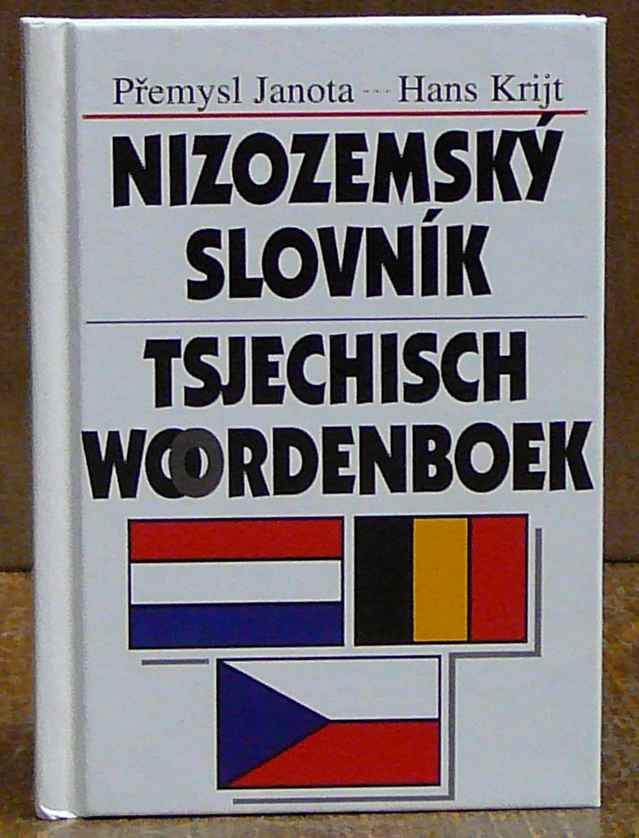 Přemysl Janota --- Hans Krijt
NIZOZEMSKÝ
SLOVNÍK
TSJECHISCH
WOORDENBOEK